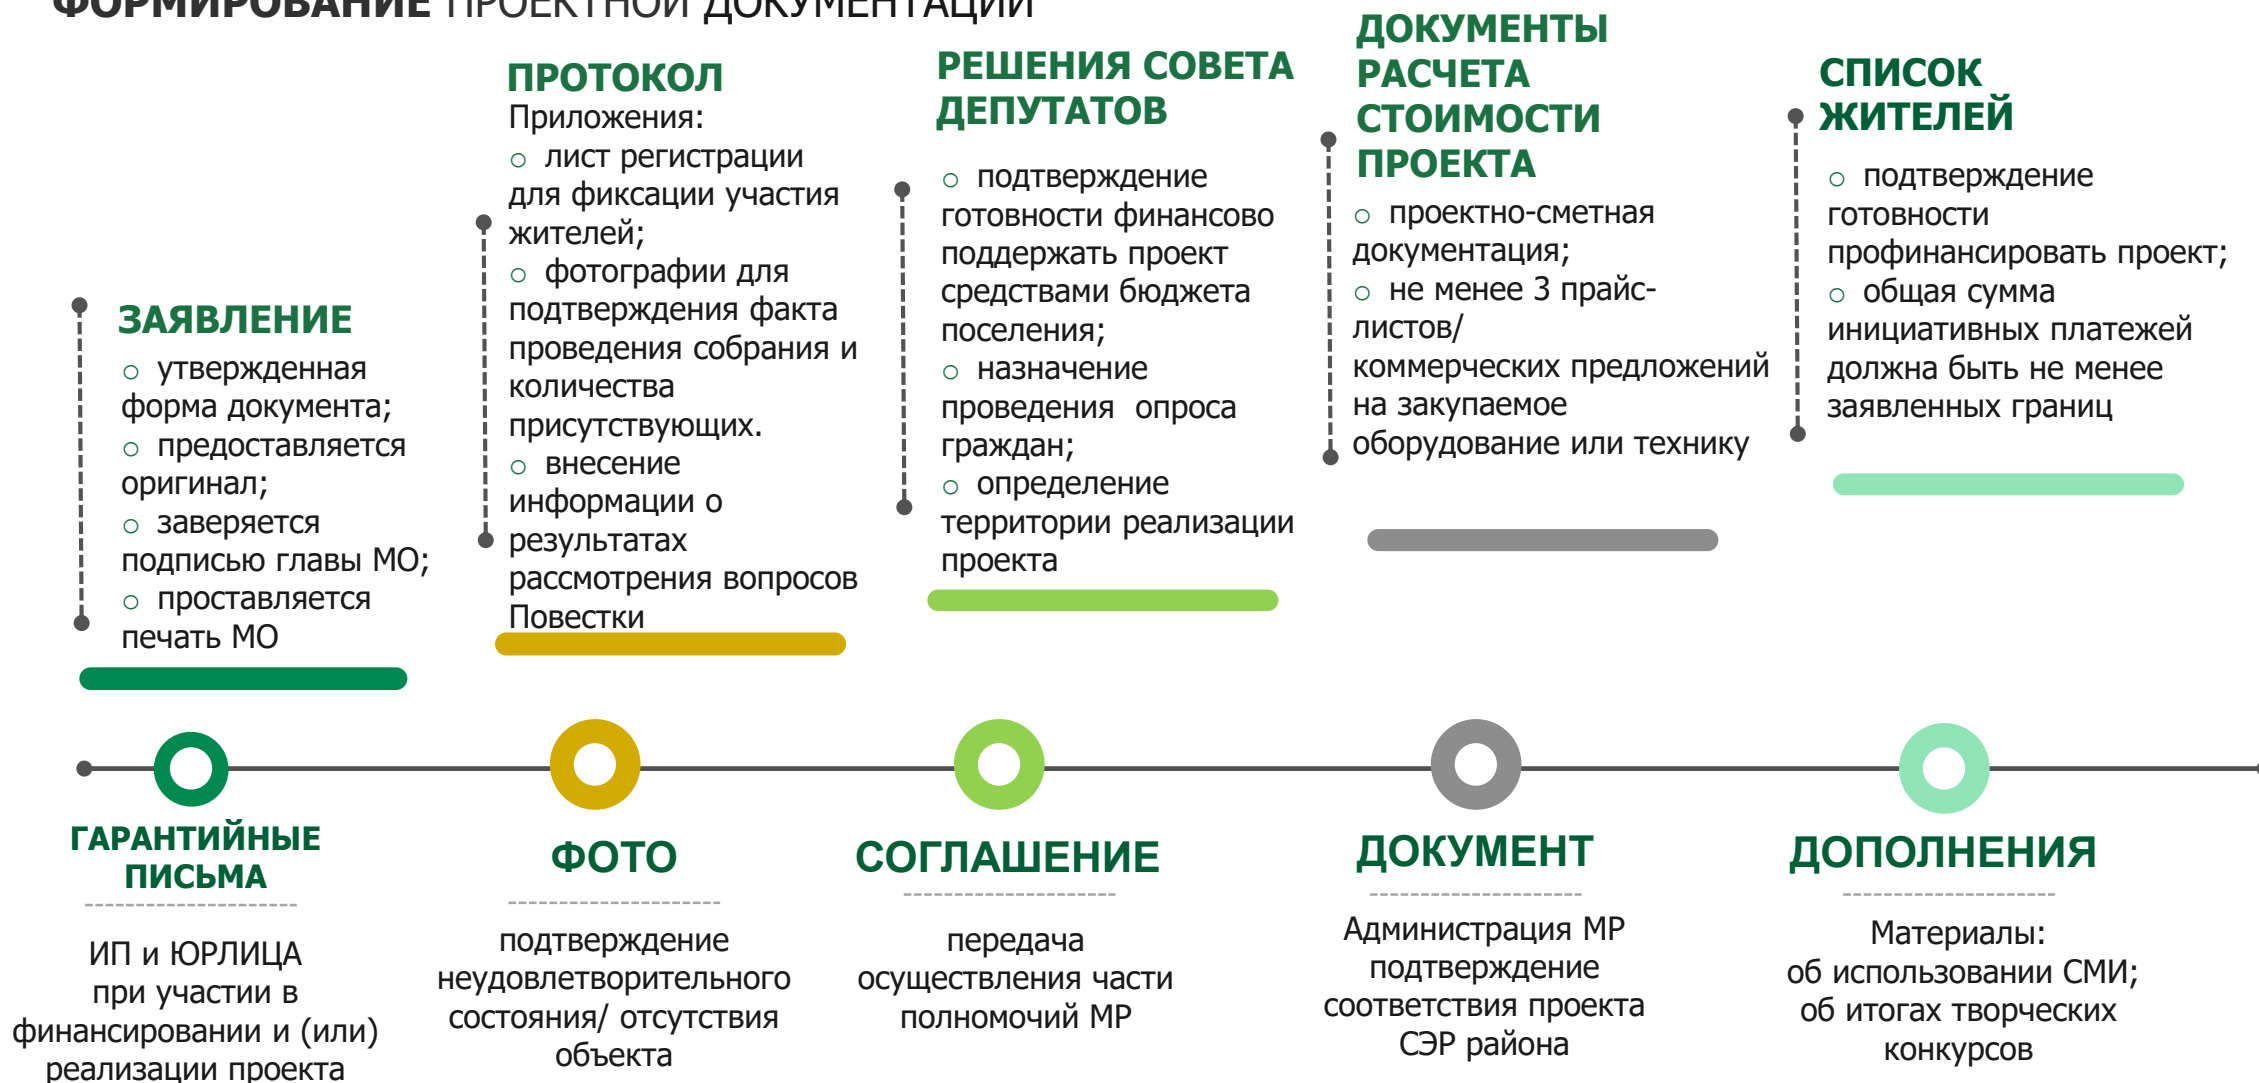 ФОРМИРОВАНИЕ ПРОЕКТНОЙ ДОКУМЕНТАЦИИ
ЗАЯВЛЕНИЕ
○ утвержденная
форма документа;
○ предоставляется
оригинал;
○ заверяется
подписью главы МО;
○ проставляется
печать МО
ПРОТОКОЛ
Приложения:
○ лист регистрации
для фиксации участия
жителей;
○ фотографии для
подтверждения факта
проведения собрания и
количества
присутствующих.
○ внесение
информации о
результатах
рассмотрения вопросов
Повестки
РЕШЕНИЯ СОВЕТА
ДЕПУТАТОВ
○ подтверждение
готовности финансово
поддержать проект
средствами бюджета
поселения;
○ назначение
проведения опроса
граждан;
○ определение
территории реализации
проекта
ДОКУМЕНТЫ
РАСЧЕТА
СТОИМОСТИ
ПРОЕКТА
○ проектно-сметная
документация;
○ не менее 3 прайс-
листов/
коммерческих предложений
на закупаемое
оборудование или технику
СПИСОК
ЖИТЕЛЕЙ
○ подтверждение
готовности
профинансировать проект;
○ общая сумма
инициативных платежей
должна быть не менее
заявленных границ
ГАРАНТИЙНЫЕ
ПИСЬМА
ИП и ЮРЛИЦА
при участии в
финансировании и (или)
реализации проекта
ФОТО
подтверждение
неудовлетворительного
состояния/ отсутствия
объекта
СОГЛАШЕНИЕ
передача
осуществления части
полномочий МР
ДОКУМЕНТ
Администрация МР
подтверждение
соответствия проекта
СЭР района
ДОПОЛНЕНИЯ
Материалы:
об использовании СМИ;
об итогах творческих
конкурсов